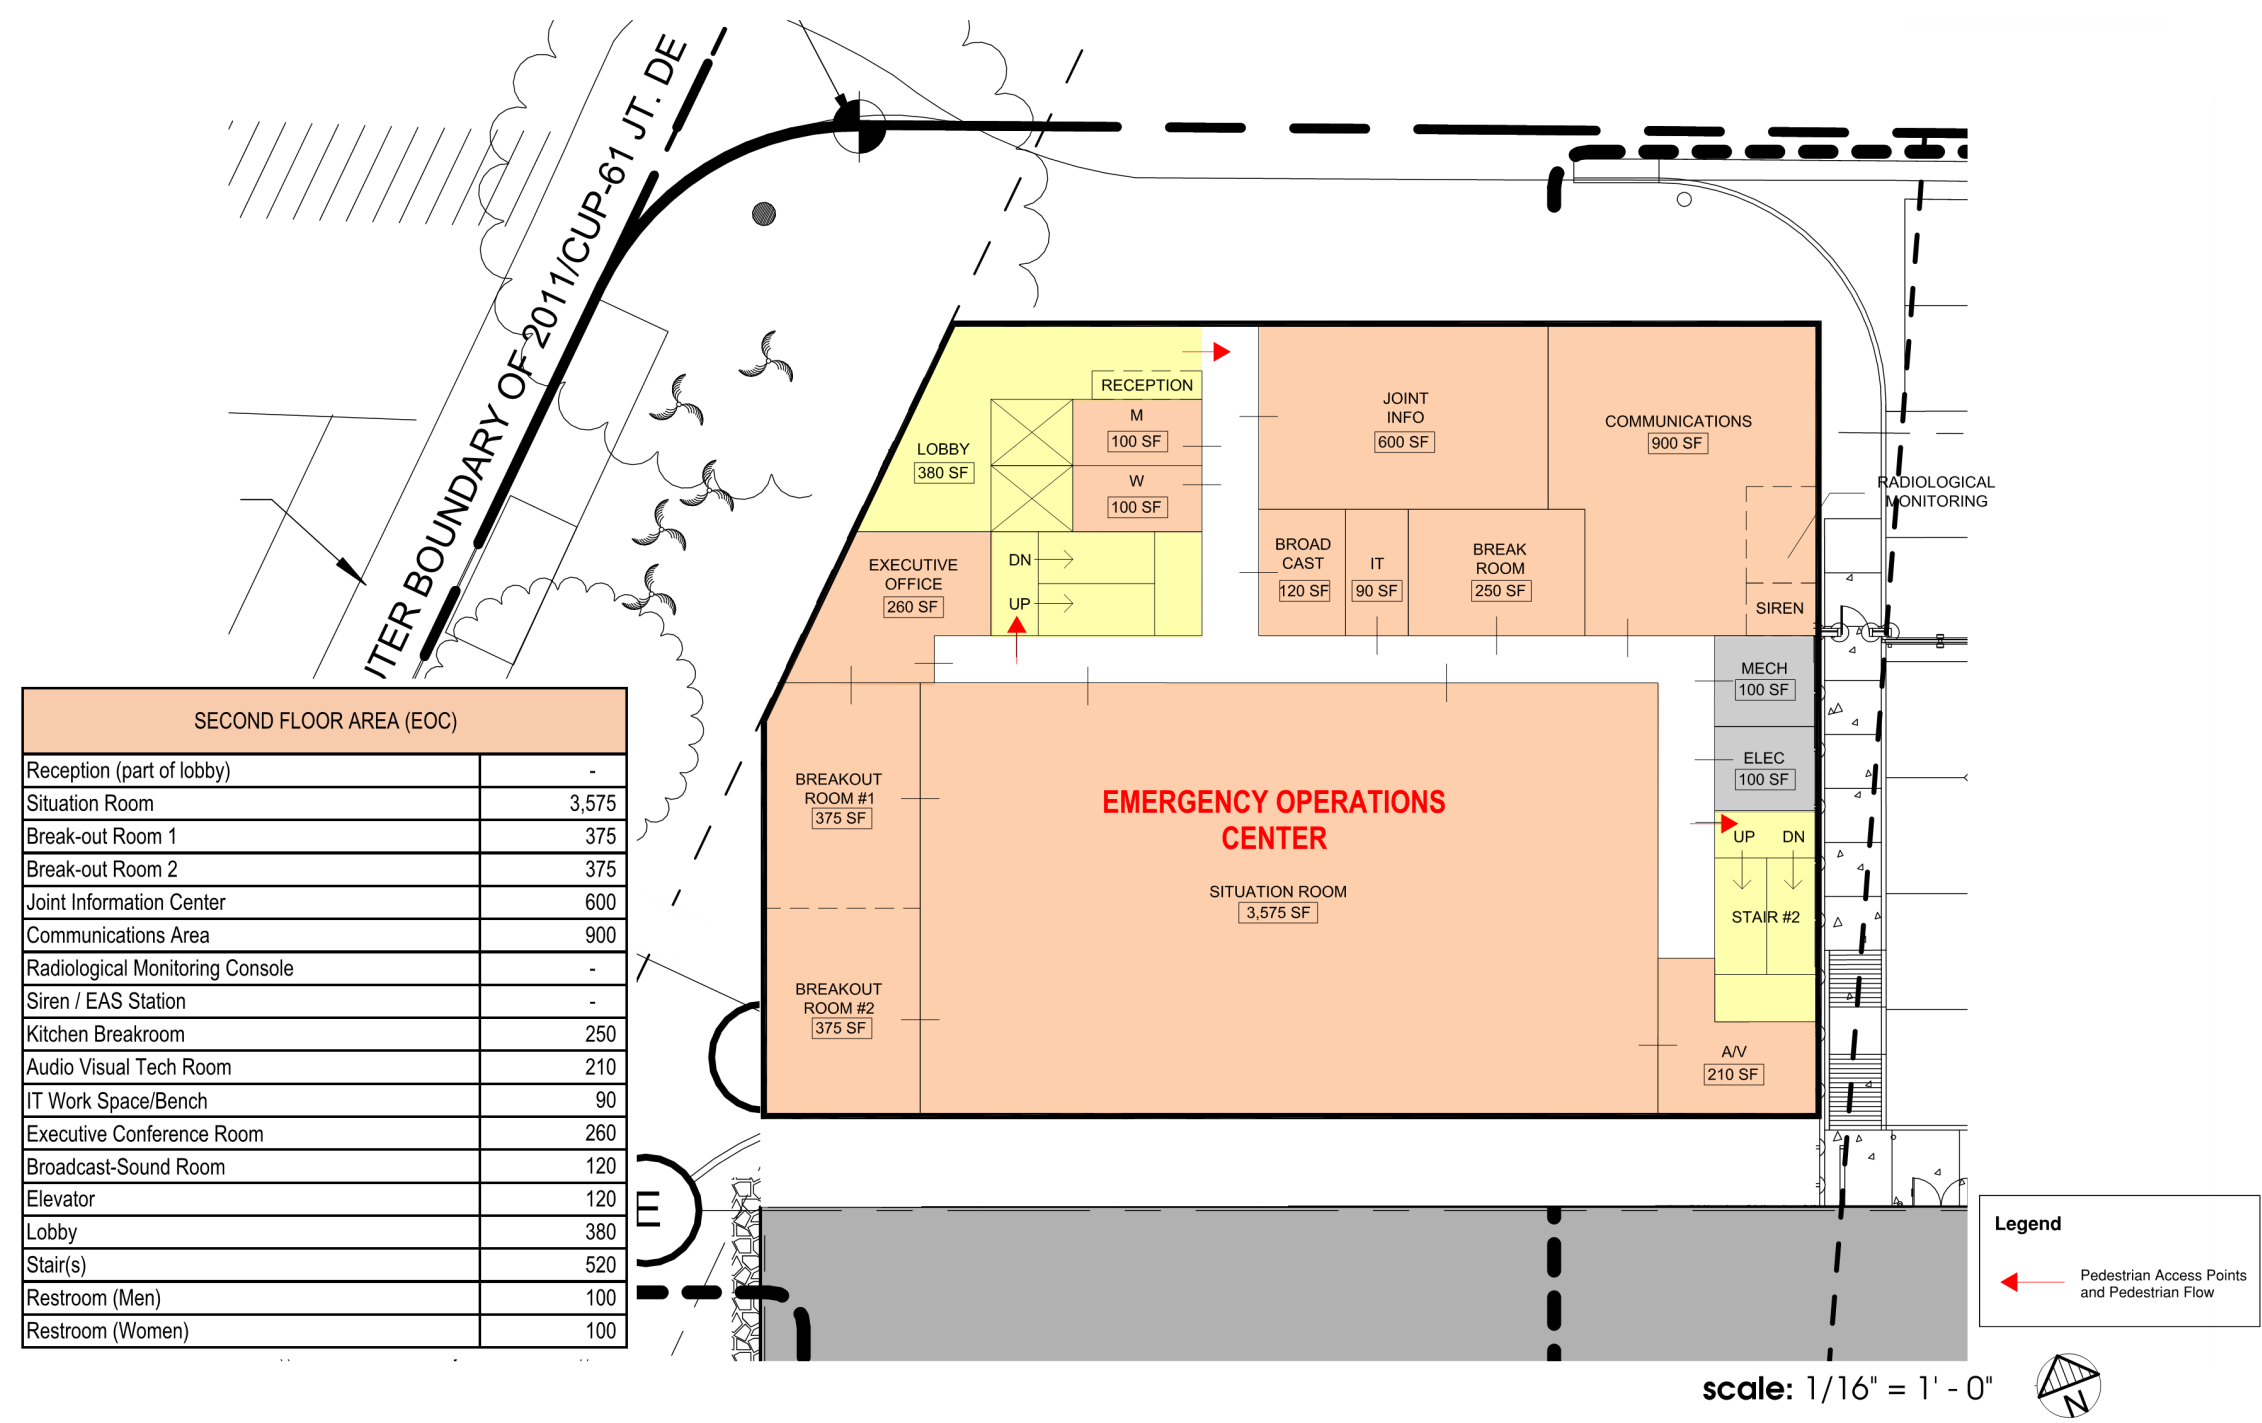 UTER BOUNDARY OF 2011/CUP-61 JT. DE
RECEPTION
M
100 SF
W
100 SF
LOBBY
380 SF
JOINT
INFO
600 SF
COMMUNICATIONS
900 SF
RADIOLOGICAL
MONITORING
SIREN
EXECUTIVE
OFFICE
260 SF
DN
UP
BROAD
CAST
120 SF
IT
90 SF
BREAK
ROOM
250 SF
MECH
100 SF
ELEC
100 SF
UP DN
STAIR #2
BREAKOUT
ROOM #1
375 SF
EMERGENCY OPERATIONS
CENTER
SITUATION ROOM
3,575 SF
BREAKOUT
ROOM #2
375 SF
A/V
210 SF
SECOND FLOOR AREA (EOC)
Reception (part of lobby) -
Situation Room 3,575
Break-out Room 1 375
Break-out Room 2 375
Joint Information Center 600
Communications Area 900
Radiological Monitoring Console -
Siren / EAS Station -
Kitchen Breakroom 250
Audio Visual Tech Room 210
IT Work Space/Bench 90
Executive Conference Room 260
Broadcast-Sound Room 120
Elevator 120
Lobby 380
Stair(s) 520
Restroom (Men) 100
Restroom (Women) 100
E
Legend
Pedestrian Access Points
and Pedestrian Flow
scale: 1/16" = 1' - 0"
N